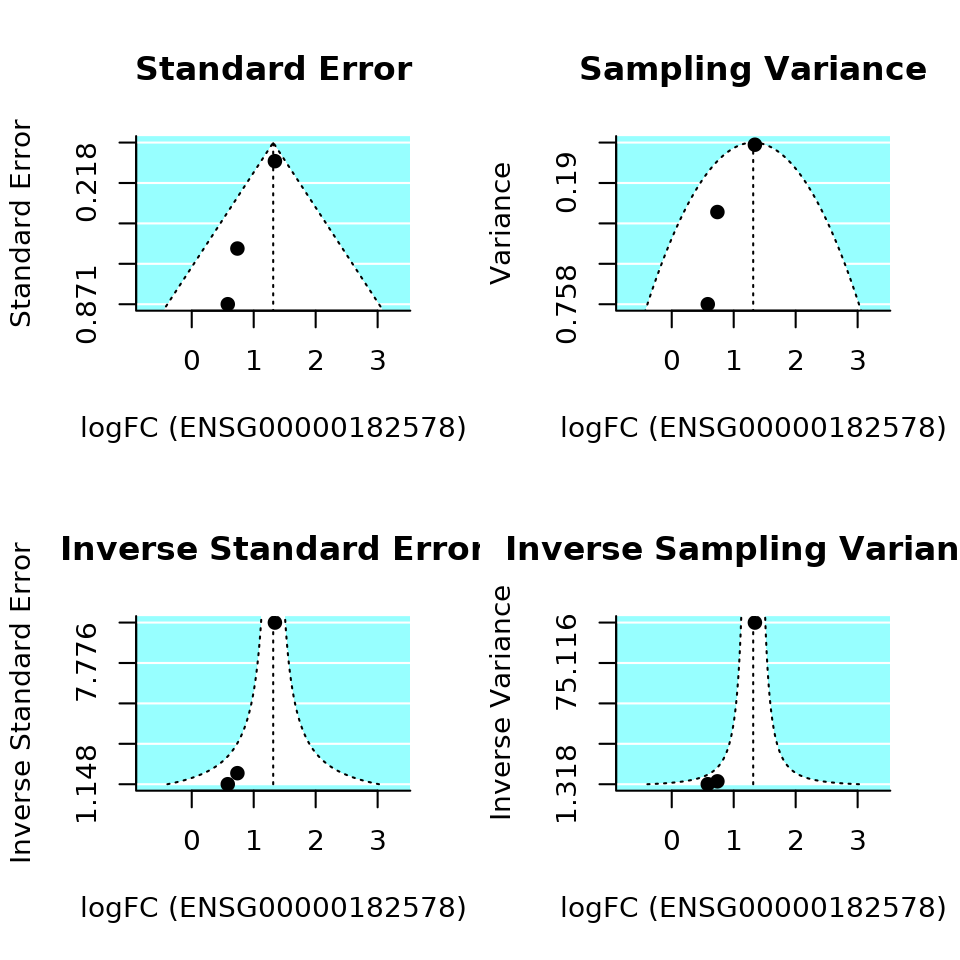 Standard Error
Standard Error
0.218
0.871
0 1 2 3
logFC (ENSG00000182578)
Sampling Variance
Variance
0.19
0.758
0 1 2 3
logFC (ENSG00000182578)
Inverse Standard Error
Inverse Standard Error
7.776
1.148
0 1 2 3
logFC (ENSG00000182578)
Inverse Sampling Varian
Inverse Variance
75.116
1.318
0 1 2 3
logFC (ENSG00000182578)